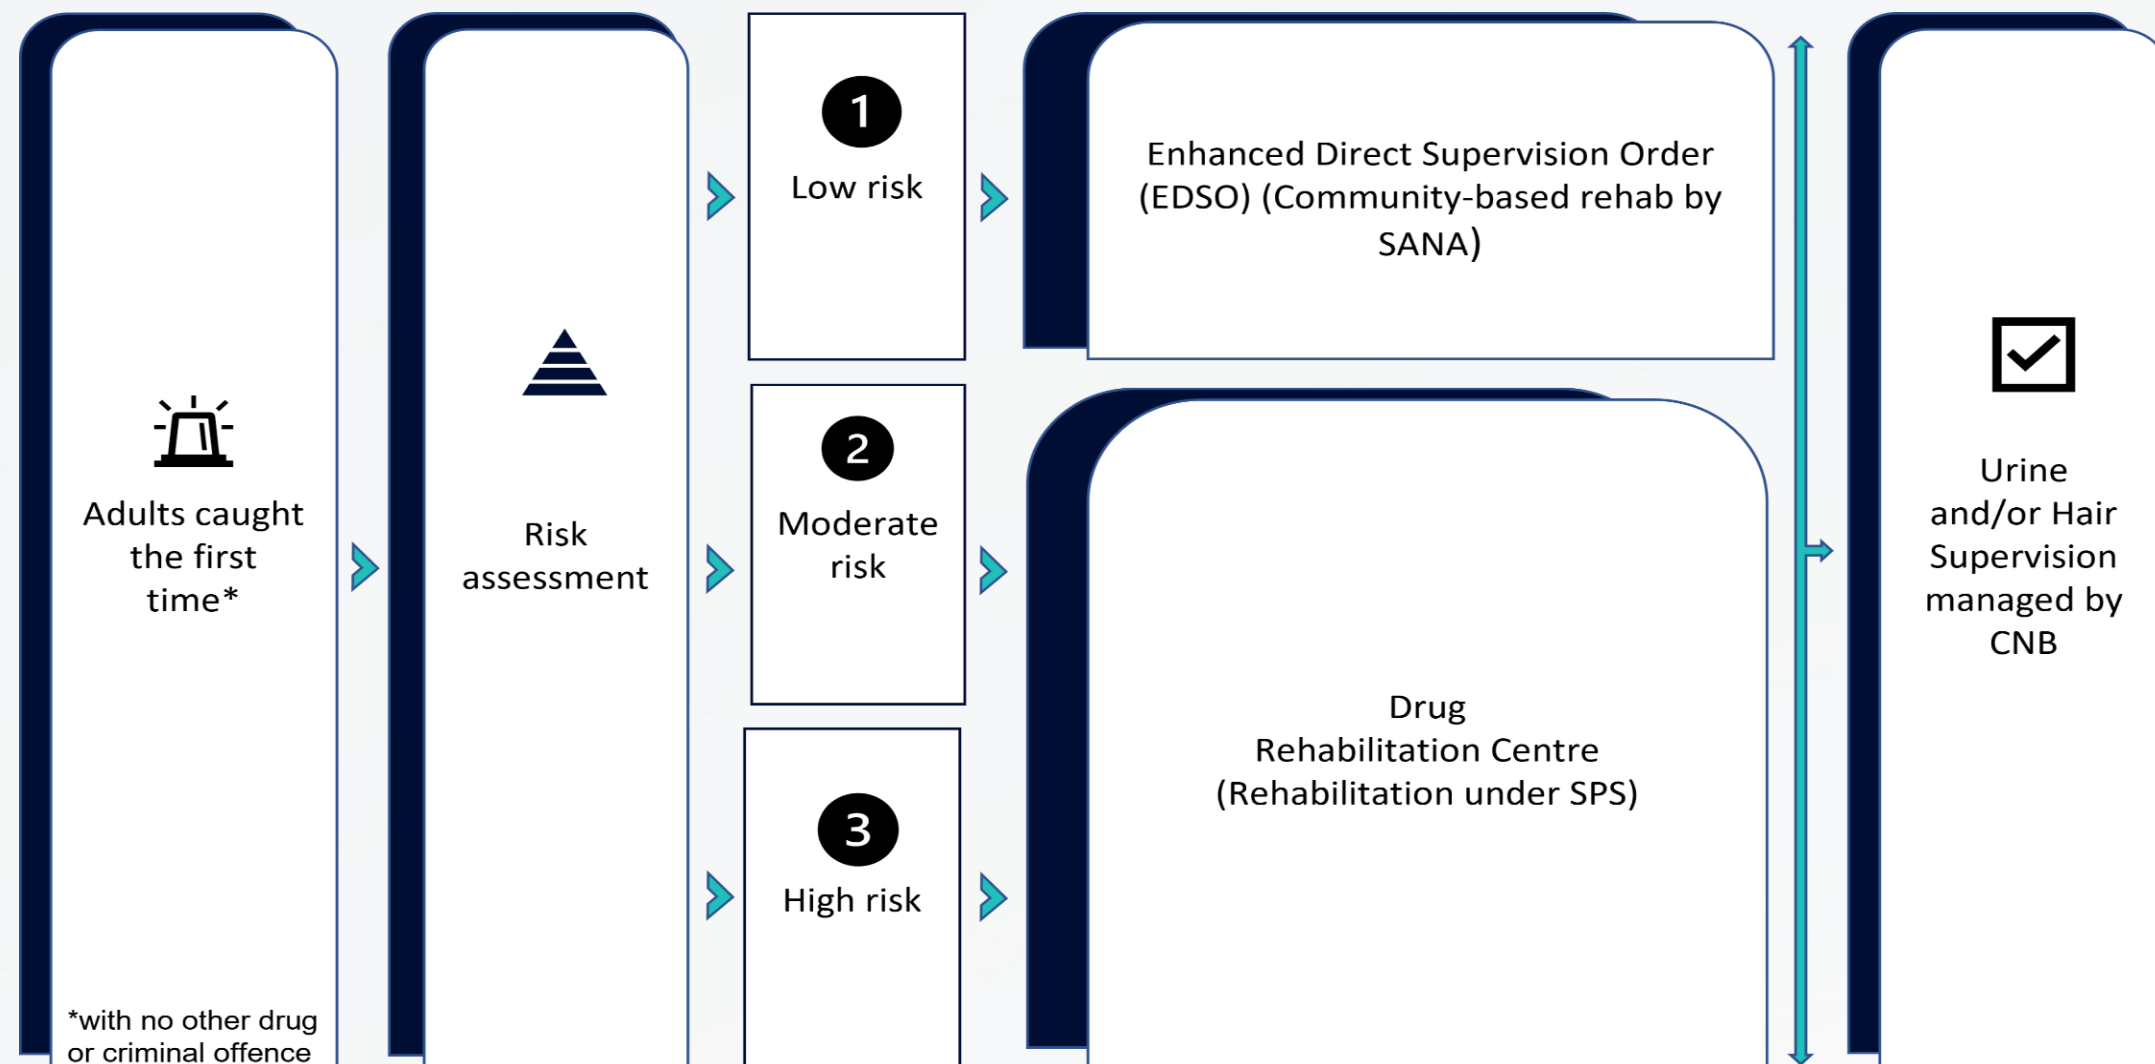 Adults caught
the first
time*
*with no other drug
or criminal offence
Risk
assessment
1
Low risk
2
Moderate
risk
3
High risk
Enhanced Direct Supervision Order
(EDSO) (Community-based rehab by
SANA)
Drug
Rehabilitation Centre
(Rehabilitation under SPS)
Urine
and/or Hair
Supervision
managed by
CNB